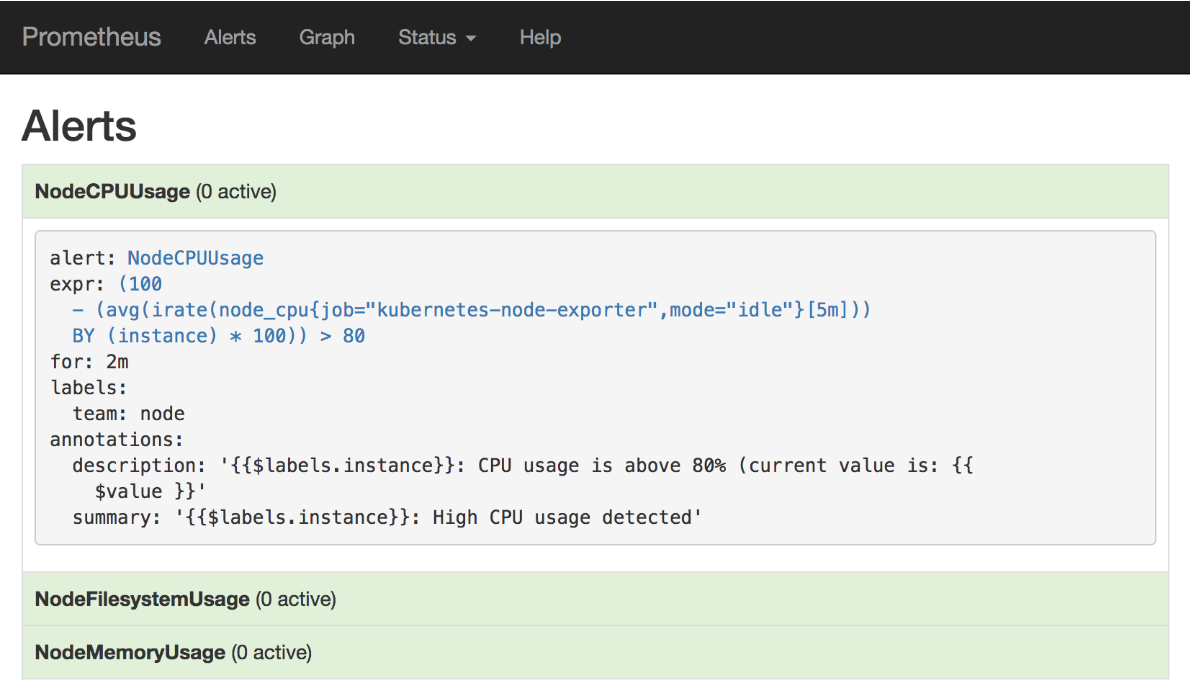 Prometheus Alerts Graph Status Help
Alerts
NodeCPUUsage (0 active)
alert: NodeCPUUsage
expr: (100
  - (avg(irate(node_cpu{job="kubernetes-node-exporter",mode="idle"}[5m]))
  BY (instance) * 100)) > 80
for: 2m
labels:
  team: node
annotations:
  description: '{{$labels.instance}}: CPU usage is above 80% (current value is: {{
    $value }}'
  summary: '{{$labels.instance}}: High CPU usage detected'
NodeFilesystemUsage (0 active)
NodeMemoryUsage (0 active)